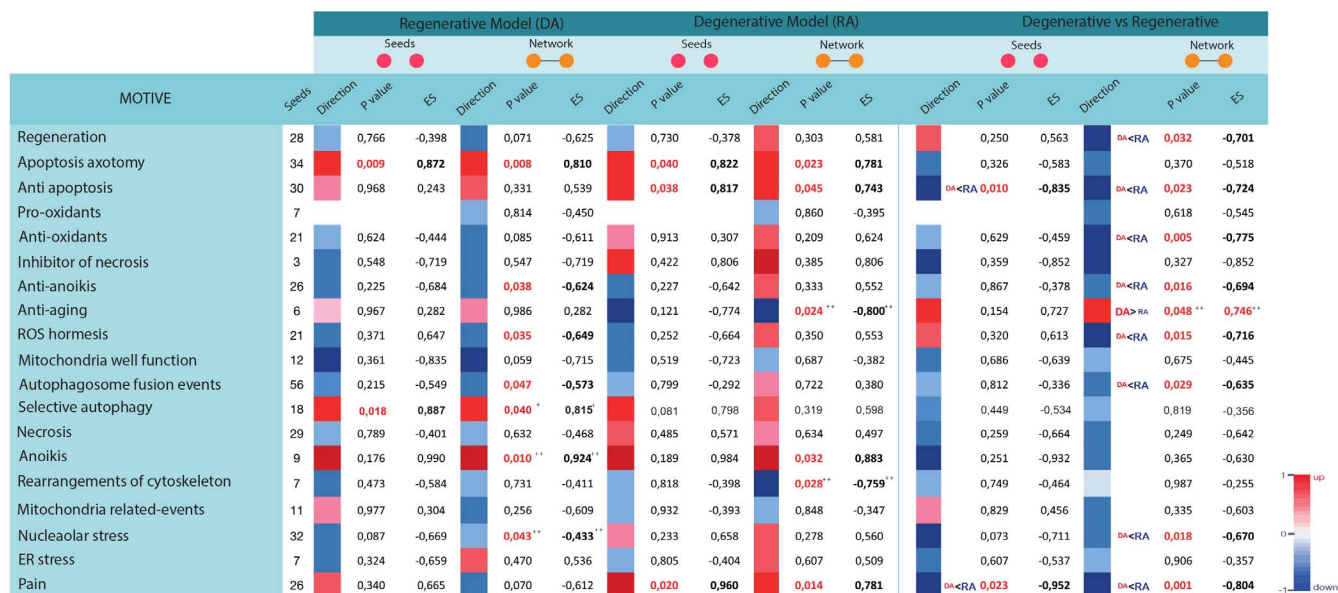 Regenerative Model (DA) Degenerative Model (RA) Degenerative vs Regenerative
Seeds Network Seeds Network Seeds Network
MOTIVE Seeds Direction P value ES Direction P value ES Direction P value ES Direction P value ES Direction P value ES Direction P value ES
Regeneration 28 0,766 -0,398 0,071 -0,625 0,730 -0,378 0,303 0,581 0,250 0,563 DA<RA 0,032 -0,701
Apoptosis axotomy 34 0,009 0,872 0,008 0,810 0,040 0,822 0,023 0,781 0,326 -0,583 0,370 -0,518
Anti apoptosis 30 0,968 0,243 0,331 0,539 0,038 0,817 0,045 0,743 DA<RA 0,010 -0,835 DA<RA 0,023 -0,724
Pro-oxidants 7 0,814 -0,450 0,860 -0,395 0,618 -0,545
Anti-oxidants 21 0,624 -0,444 0,085 -0,611 0,913 0,307 0,209 0,624 0,629 -0,459 DA<RA 0,005 -0,775
Inhibitor of necrosis 3 0,548 -0,719 0,547 -0,719 0,422 0,806 0,385 0,806 0,359 -0,852 0,327 -0,852
Anti-anoikis 26 0,225 -0,684 0,038 -0,624 0,227 -0,642 0,333 0,552 0,867 -0,378 DA<RA 0,016 -0,694
Anti-aging 6 0,967 0,282 0,986 0,282 0,121 -0,774 0,024 ++ -0,800++ 0,154 0,727 DA> RA 0,048 ++ 0,746++
ROS hormesis 21 0,371 0,647 0,035 -0,649 0,252 -0,664 0,350 0,553 0,320 0,613 DA<RA 0,015 -0,716
Mitochondria well function 12 0,361 -0,835 0,059 -0,715 0,519 -0,723 0,687 -0,382 0,686 -0,639 0,675 -0,445
Autophagosome fusion events 56 0,215 -0,549 0,047 -0,573 0,799 -0,292 0,722 0,380 0,812 -0,336 DA<RA 0,029 -0,635
Selective autophagy 18 0,018 0,887 0,040 + 0,815+ 0,081 0,798 0,319 0,598 0,449 -0,534 0,819 -0,356
Necrosis 29 0,789 -0,401 0,632 -0,468 0,485 0,571 0,634 0,497 0,259 -0,664 0,249 -0,642
Anoikis 9 0,176 0,990 0,010 ++ 0,924++ 0,189 0,984 0,032 0,883 0,251 -0,932 0,365 -0,630
Rearrangements of cytoskeleton 7 0,473 -0,584 0,731 -0,411 0,818 -0,398 0,028++ -0,759++ 0,749 -0,464 0,987 -0,255
Mitochondria related-events 11 0,977 0,304 0,256 -0,609 0,932 -0,393 0,848 -0,347 0,829 0,456 0,335 -0,603
Nucleaolar stress 32 0,087 -0,669 0,043++ -0,433++ 0,233 0,658 0,278 0,560 0,073 -0,711 DA<RA 0,018 -0,670
ER stress 7 0,324 -0,659 0,470 0,536 0,805 -0,404 0,607 0,509 0,607 -0,537 0,906 -0,357
Pain 26 0,340 0,665 0,070 -0,612 0,020 0,960 0,014 0,781 DA<RA 0,023 -0,952 DA<RA 0,001 -0,804
1 up
0
-1 down